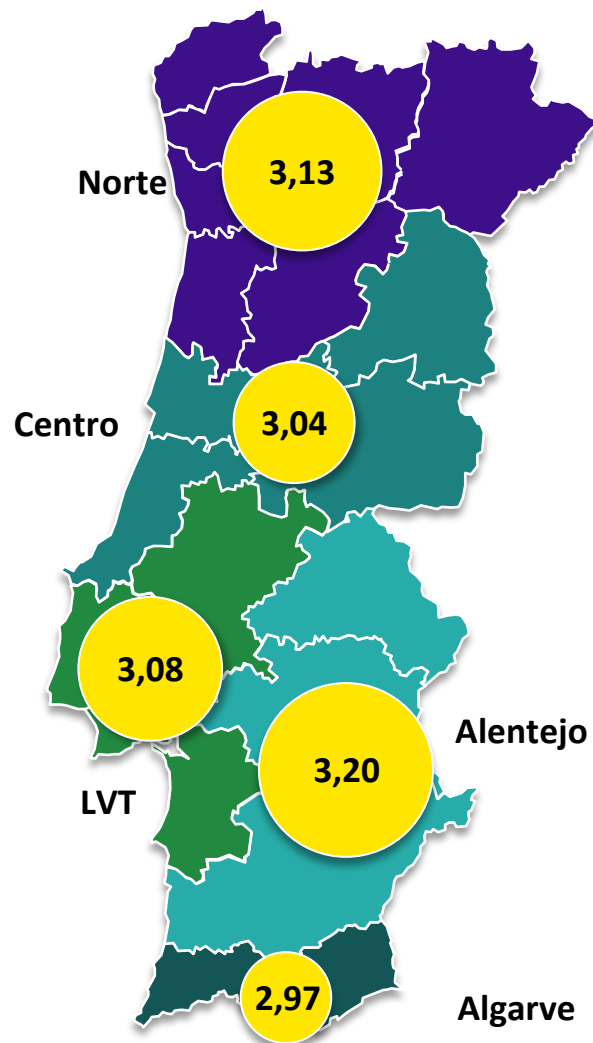 3,13
Norte
Centro
3,04
3,08
Alentejo
3,20
LVT
2,97
Algarve